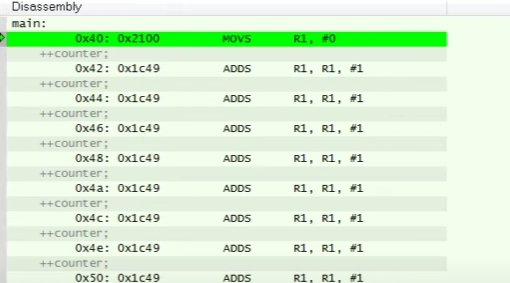 Disassembly
main:
0x40: 0x2100 MOVS R1, #0
++counter;
0x42: 0x1c49 ADDS R1, R1, #1
++counter;
0x44: 0x1c49 ADDS R1, R1, #1
++counter;
0x46: 0x1c49 ADDS R1, R1, #1
++counter;
0x48: 0x1c49 ADDS R1, R1, #1
++counter;
0x4a: 0x1c49 ADDS R1, R1, #1
++counter;
0x4c: 0x1c49 ADDS R1, R1, #1
++counter;
0x4e: 0x1c49 ADDS R1, R1, #1
++counter;
0x50: 0x1c49 ADDS R1, R1, #1